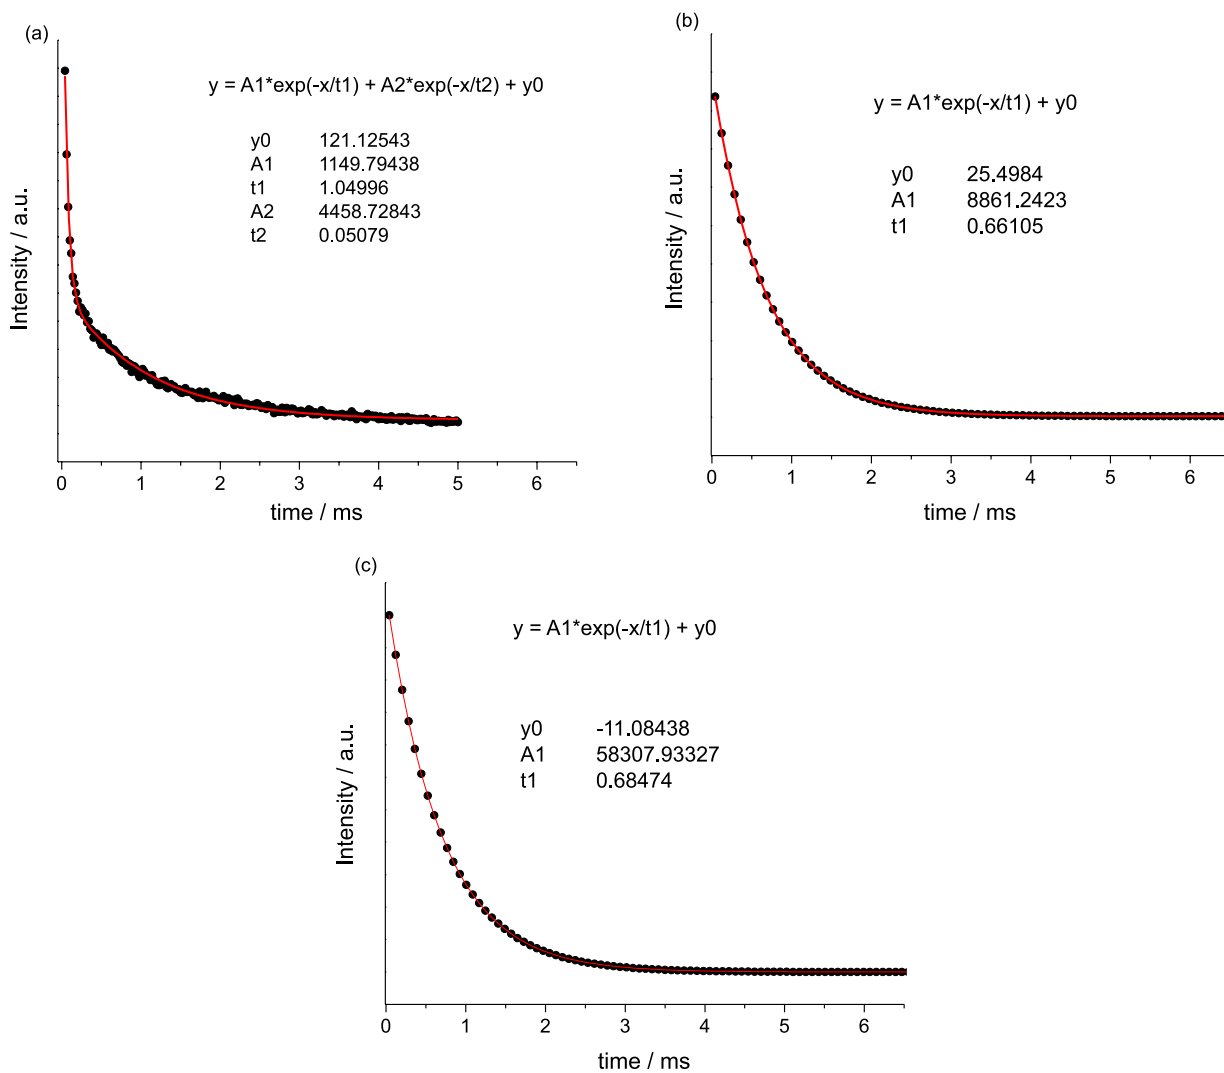 (a)
y = A1*exp(-x/t1) + A2*exp(-x/t2) + y0
y0 121.12543
A1 1149.79438
t1 1.04996
A2 4458.72843
t2 0.05079
Intensity / a.u.
0 1 2 3 4 5 6
time / ms
(b)
y = A1*exp(-x/t1) + y0
y0 25.4984
A1 8861.2423
t1 0.66105
Intensity / a.u.
0 1 2 3 4 5 6
time / ms
(c)
y = A1*exp(-x/t1) + y0
y0 -11.08438
A1 58307.93327
t1 0.68474
Intensity / a.u.
0 1 2 3 4 5 6
time / ms